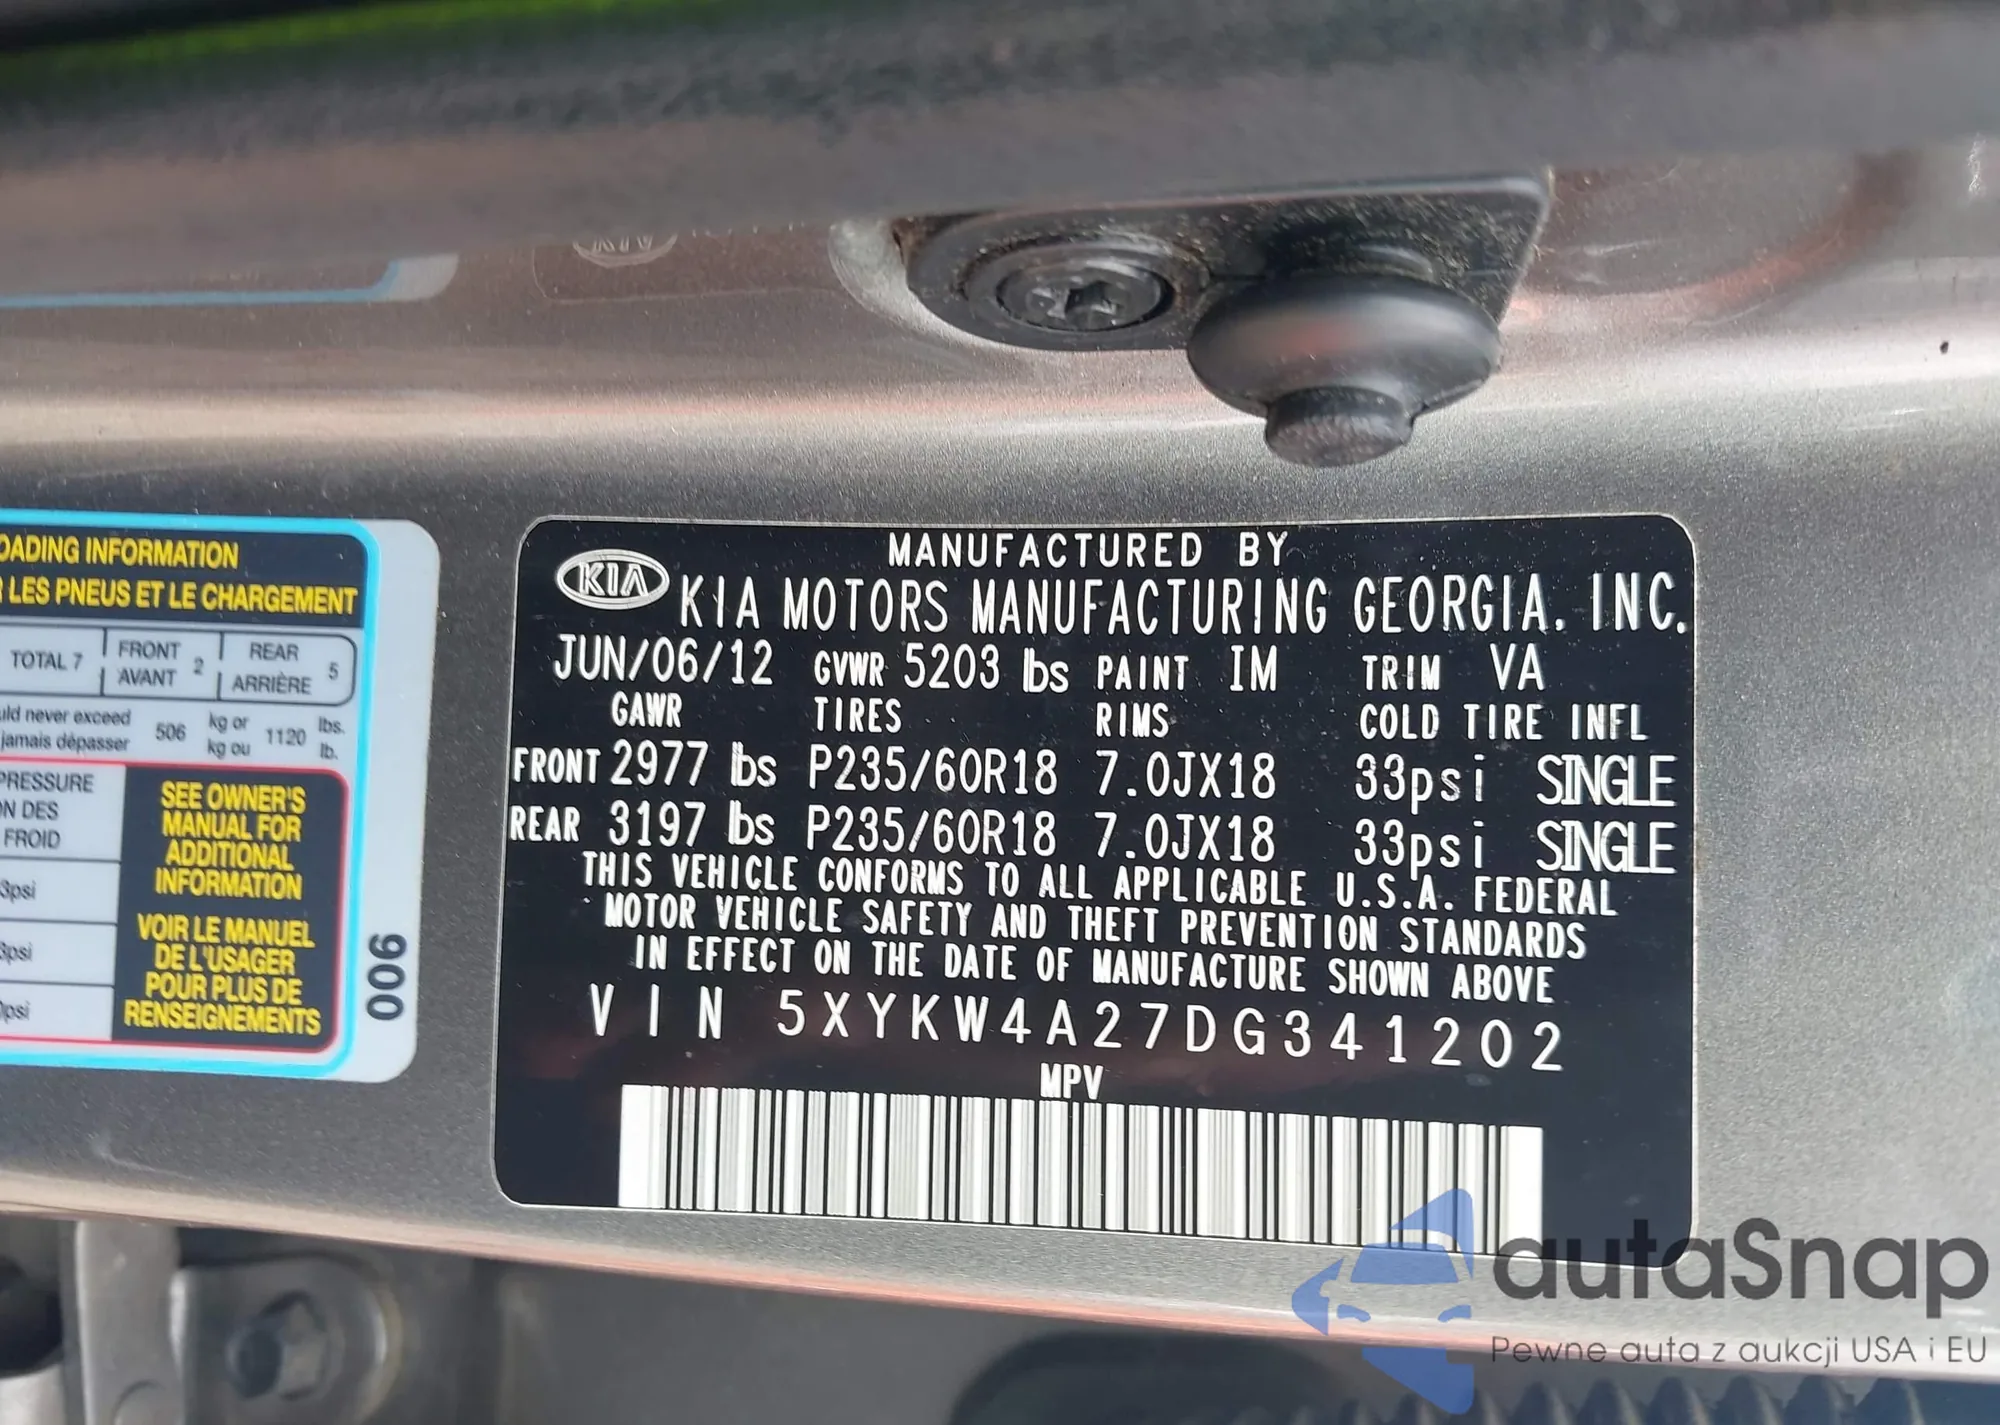 OADING INFORMATION
R LES PNEUS ET LE CHARGEMENT
TOTAL 7 FRONT AVANT 2 REAR ARRIÈRE 5
uld never exceed 506 kg or 1120 lbs.
jamais dépasser kg ou lb.
PRESSURE
ON DES
FROID
3psi
3psi
0psi
SEE OWNER'S
MANUAL FOR
ADDITIONAL
INFORMATION
VOIR LE MANUEL
DE L'USAGER
POUR PLUS DE
RENSEIGNEMENTS
006
MANUFACTURED BY
KIA KIA MOTORS MANUFACTURING GEORGIA. INC.
JUN/06/12 GVWR 5203 lbs PAINT IM TRIM VA
GAWR TIRES RIMS COLD TIRE INFL
FRONT 2977 lbs P235/60R18 7.0JX18 33psi SINGLE
REAR 3197 lbs P235/60R18 7.0JX18 33psi SINGLE
THIS VEHICLE CONFORMS TO ALL APPLICABLE U.S.A. FEDERAL
MOTOR VEHICLE SAFETY AND THEFT PREVENTION STANDARDS
IN EFFECT ON THE DATE OF MANUFACTURE SHOWN ABOVE
VIN 5XYKW4A27DG341202
MPV
autaSnap
Pewne auta z aukcji USA i EU